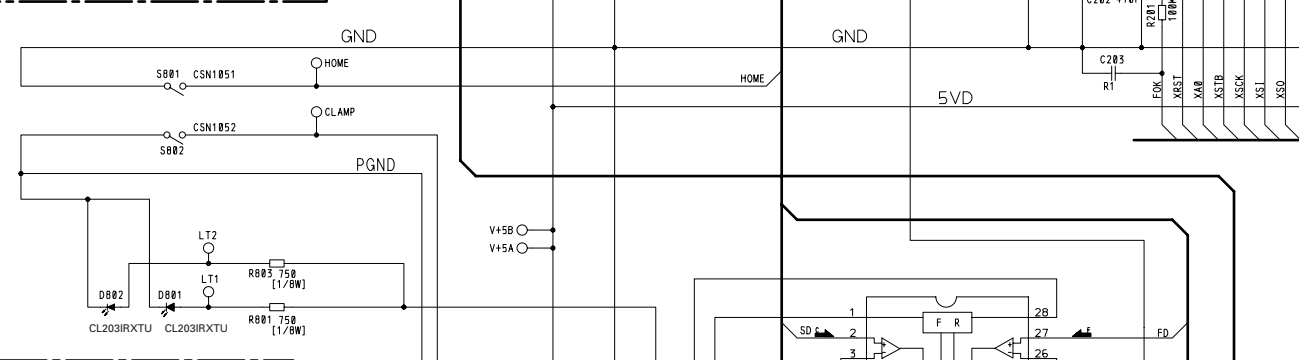 GND
GND
HOME
S801 CSN1051
HOME
CLAMP
CSN1052
S802
PGND
5VD
C203
R1
R201
100K
FOK
XRST
XA0
XSTB
XSCK
XSI
XSO
V+5B
V+5A
LT2
R803 750
[1/8W]
LT1
D802
D801
R801 750
[1/8W]
CL203IRXTU
CL203IRXTU
1
28
F R
SD
2
27
FD
3
26